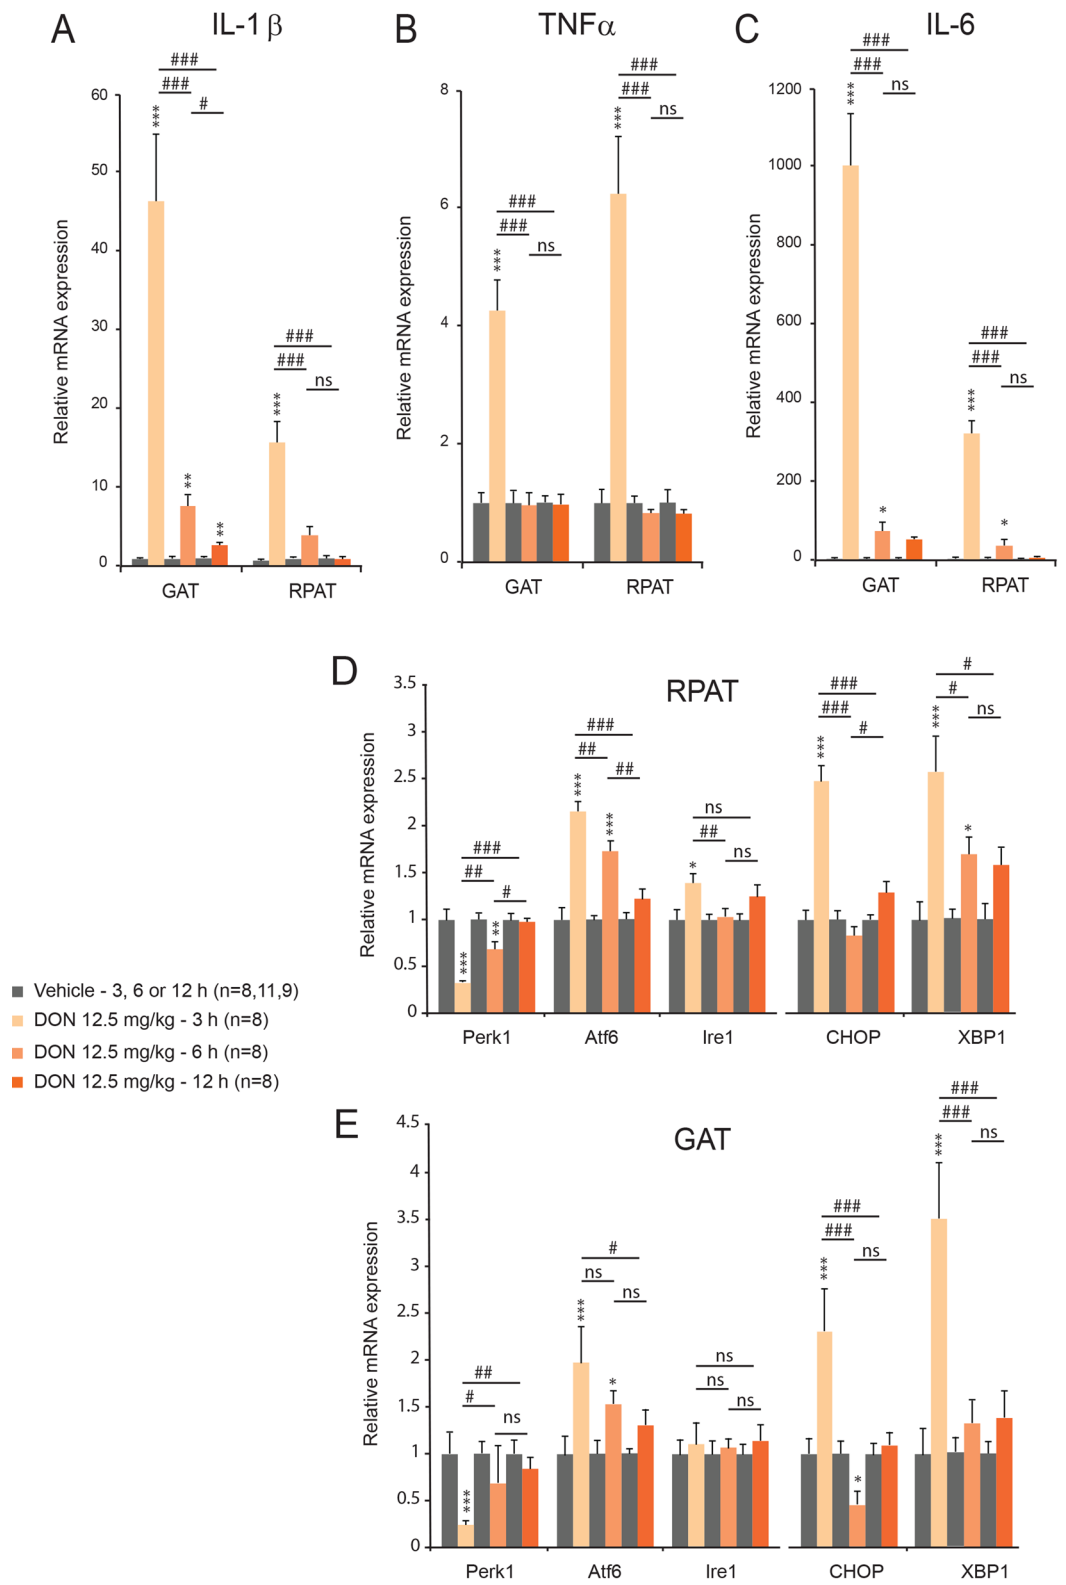 A IL-1 β
B TNFα
C IL-6
Relative mRNA expression
60
50
40
30
20
10
0
###
###
#
***
**
**
###
###
ns
***
GAT RPAT
Relative mRNA expression
8
6
4
2
0
###
###
ns
***
###
###
ns
***
GAT RPAT
Relative mRNA expression
1200
1000
800
600
400
200
0
###
###
ns
***
*
###
###
ns
***
*
GAT RPAT
D RPAT
Relative mRNA expression
3.5
3
2.5
2
1.5
1
0.5
0
###
##
#
***
**
###
##
##
***
***
ns
##
ns
*
###
###
#
***
#
#
ns
***
*
Perk1 Atf6 Ire1 CHOP XBP1
Vehicle - 3, 6 or 12 h (n=8,11,9)
DON 12.5 mg/kg - 3 h (n=8)
DON 12.5 mg/kg - 6 h (n=8)
DON 12.5 mg/kg - 12 h (n=8)
E GAT
Relative mRNA expression
4.5
4
3.5
3
2.5
2
1.5
1
0.5
0
##
#
ns
***
#
ns
ns
***
*
ns
ns
ns
###
###
ns
***
*
###
###
ns
***
Perk1 Atf6 Ire1 CHOP XBP1